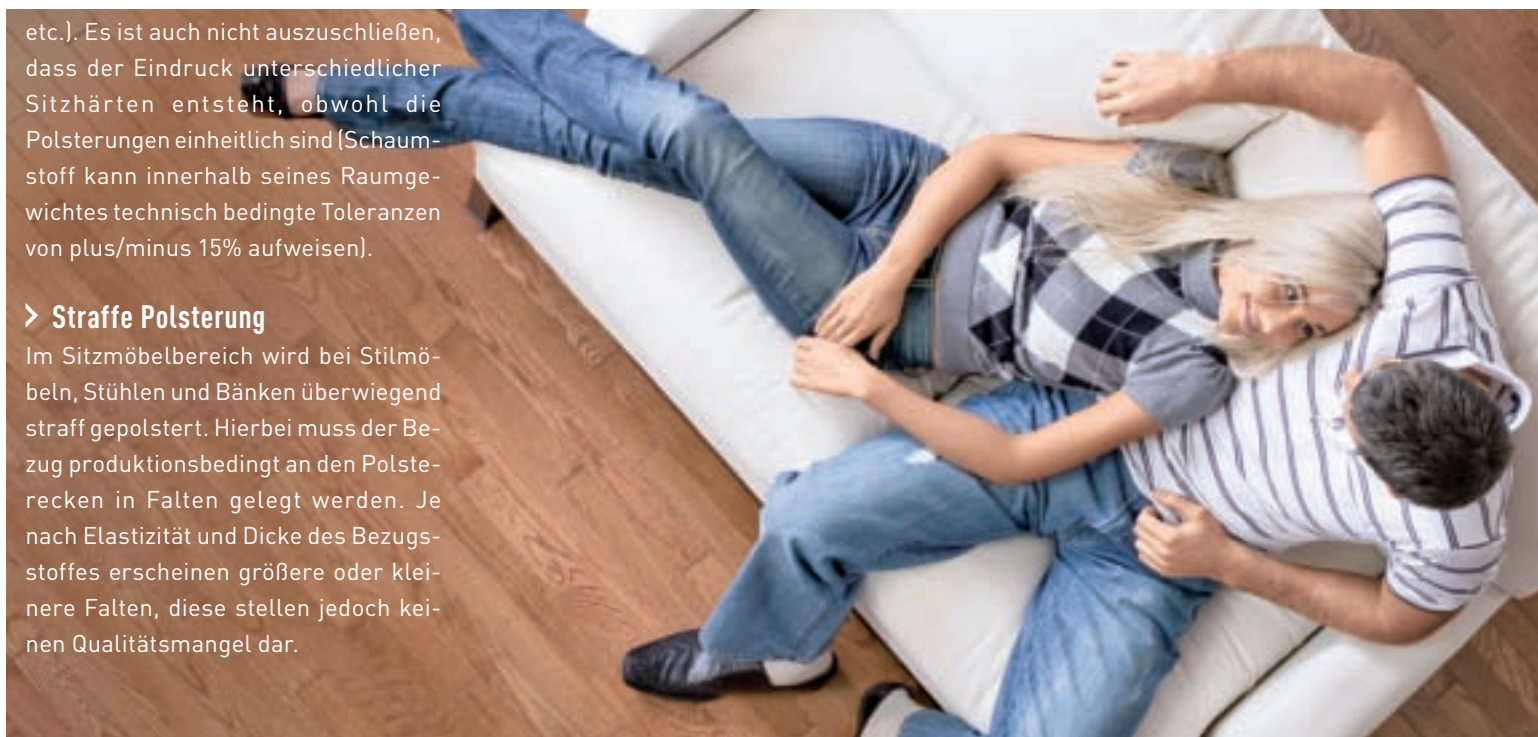 etc.). Es ist auch nicht auszuschließen,
dass der Eindruck unterschiedlicher
Sitzhärten entsteht, obwohl die
Polsterungen einheitlich sind (Schaum-
stoff kann innerhalb seines Raumge-
wichtes technisch bedingte Toleranzen
von plus/minus 15% aufweisen).
> Straffe Polsterung
Im Sitzmöbelbereich wird bei Stilmö-
beln, Stühlen und Bänken überwiegend
straff gepolstert. Hierbei muss der Be-
zug produktionsbedingt an den Polste-
recken in Falten gelegt werden. Je
nach Elastizität und Dicke des Bezugs-
stoffes erscheinen größere oder klei-
nere Falten, diese stellen jedoch kei-
nen Qualitätsmangel dar.